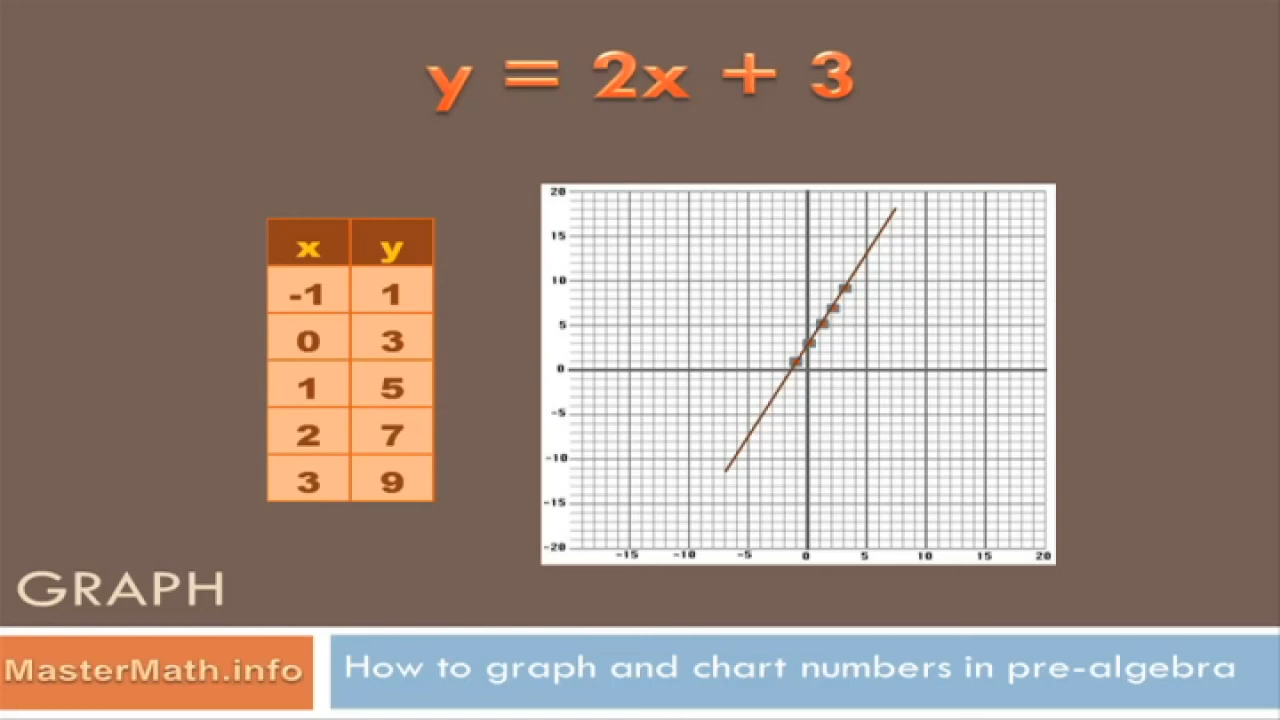 y = 2x + 3
x y
-1 1
0 3
1 5
2 7
3 9
20
15
10
5
0
-5
-10
-15
-20
-15 -10 -5 0 5 10 15 20
GRAPH
MasterMath.info
How to graph and chart numbers in pre-algebra